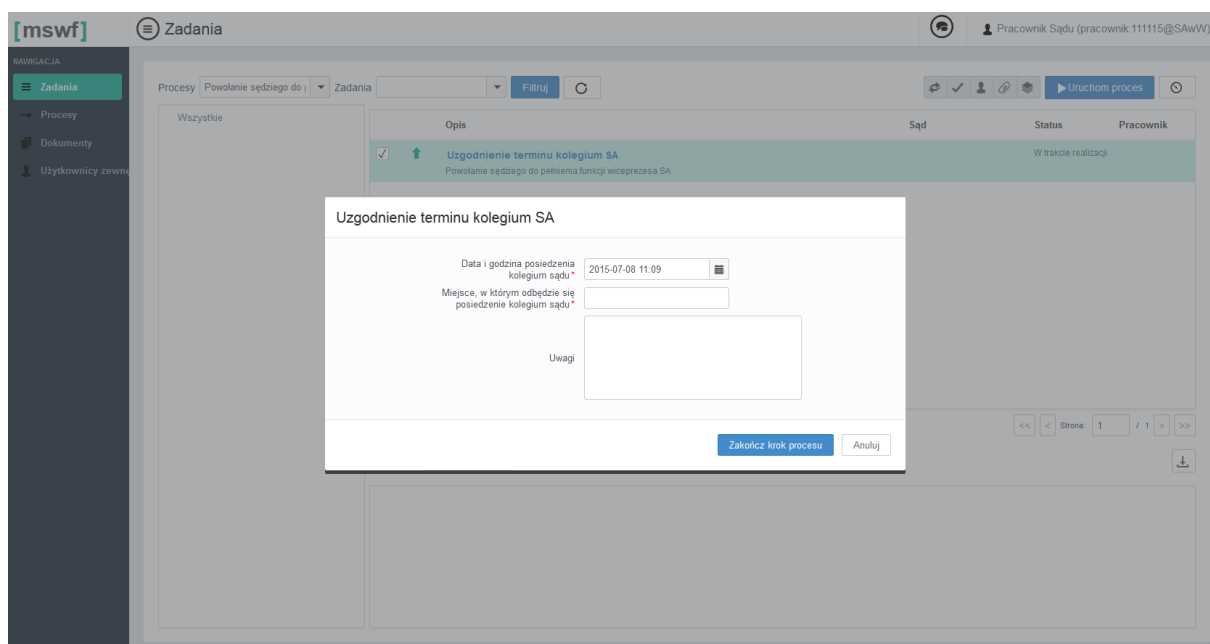 [mswf]
Zadania
Pracownik Sądu (pracownik:111115@SAwW)
NAWIGACJA
Zadania
Procesy
Dokumenty
Użytkownicy zewnę
Procesy Powołanie sędziego do Zadania Filtruj Uruchom proces
Wszystkie
Opis Sąd Status Pracownik
Uzgodnienie terminu kolegium SA W trakcie realizacji
Powołanie sędziego do pełnienia funkcji wiceprezesa SA
Uzgodnienie terminu kolegium SA
Data i godzina posiedzenia
kolegium sądu * 2015-07-08 11:09
Miejsce, w którym odbędzie się
posiedzenie kolegium sądu *
Uwagi
Zakończ krok procesu Anuluj
<< < Strona: 1 / 1 > >>